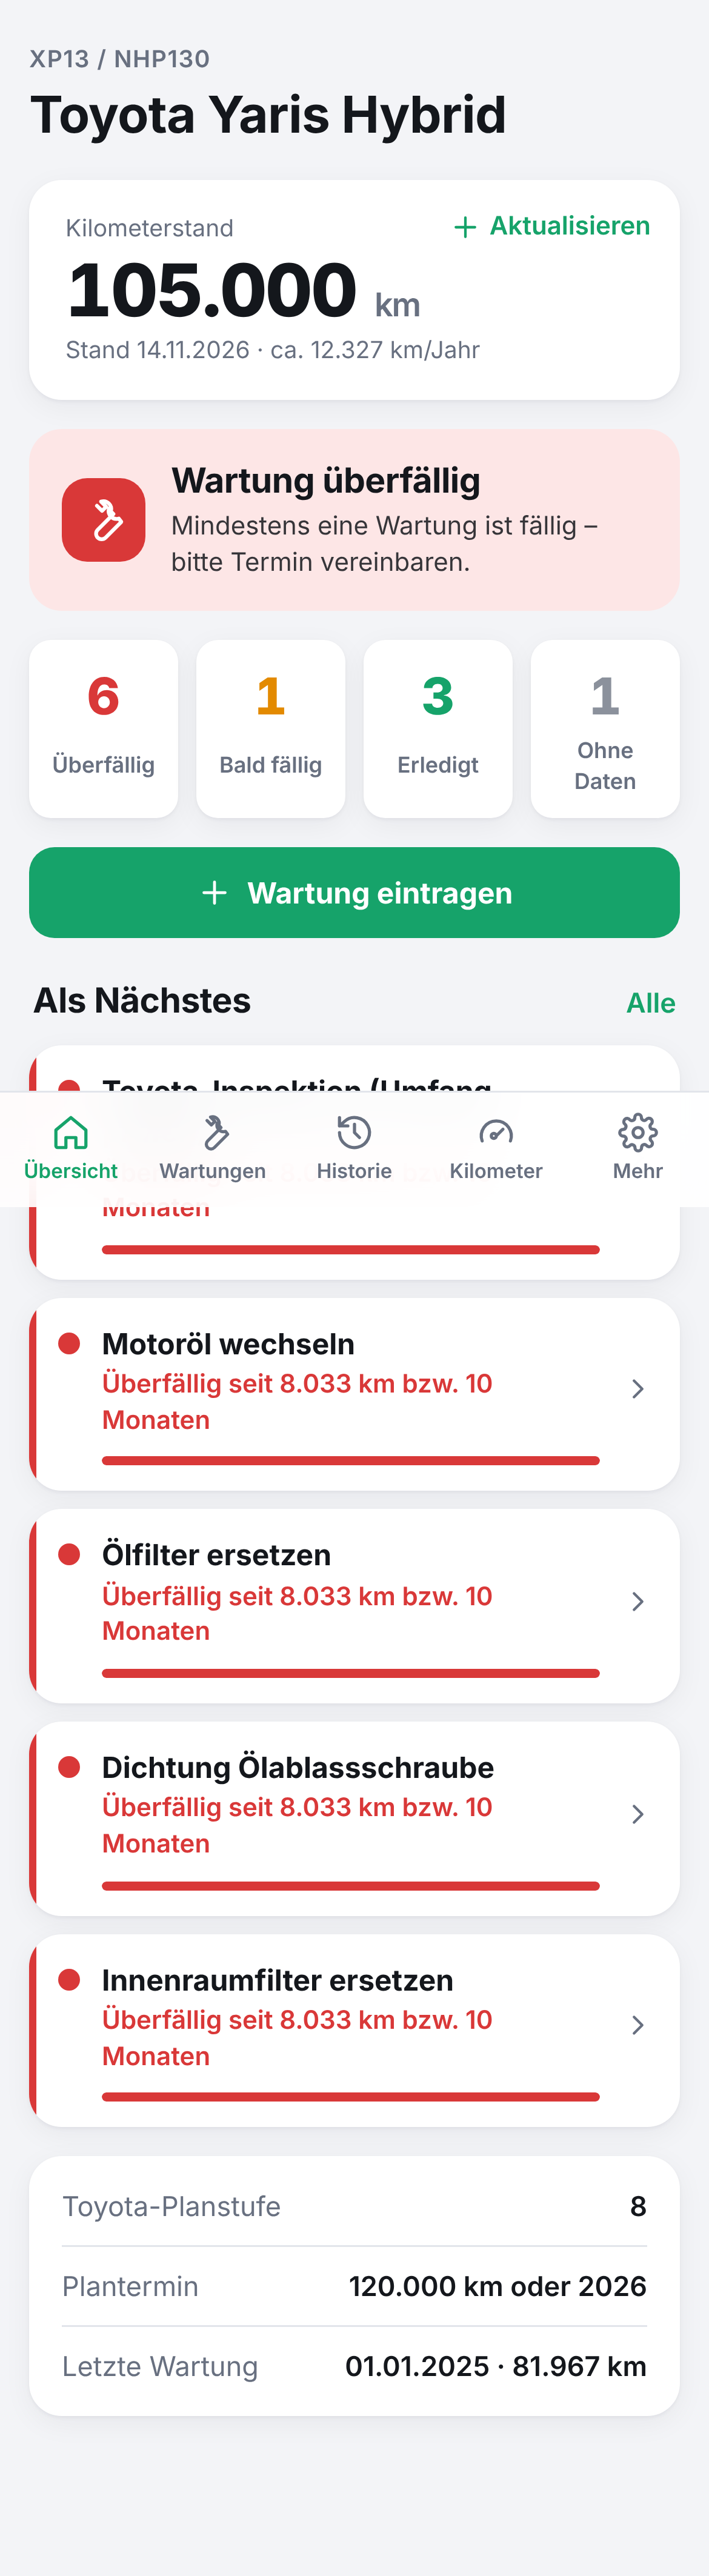 XP13 / NHP130
Toyota Yaris Hybrid
Kilometerstand
Aktualisieren
105.000 km
Stand 14.11.2026 · ca. 12.327 km/Jahr
Wartung überfällig
Mindestens eine Wartung ist fällig –
bitte Termin vereinbaren.
6
Überfällig
1
Bald fällig
3
Erledigt
1
Ohne
Daten
+ Wartung eintragen
Als Nächstes
Alle
Toyota-Inspektion (Umfang
Übersicht
Wartungen
Historie
Kilometer
Mehr
Monaten
Motoröl wechseln
Überfällig seit 8.033 km bzw. 10
Monaten
Ölfilter ersetzen
Überfällig seit 8.033 km bzw. 10
Monaten
Dichtung Ölablassschraube
Überfällig seit 8.033 km bzw. 10
Monaten
Innenraumfilter ersetzen
Überfällig seit 8.033 km bzw. 10
Monaten
Toyota-Planstufe 8
Plantermin 120.000 km oder 2026
Letzte Wartung 01.01.2025 · 81.967 km